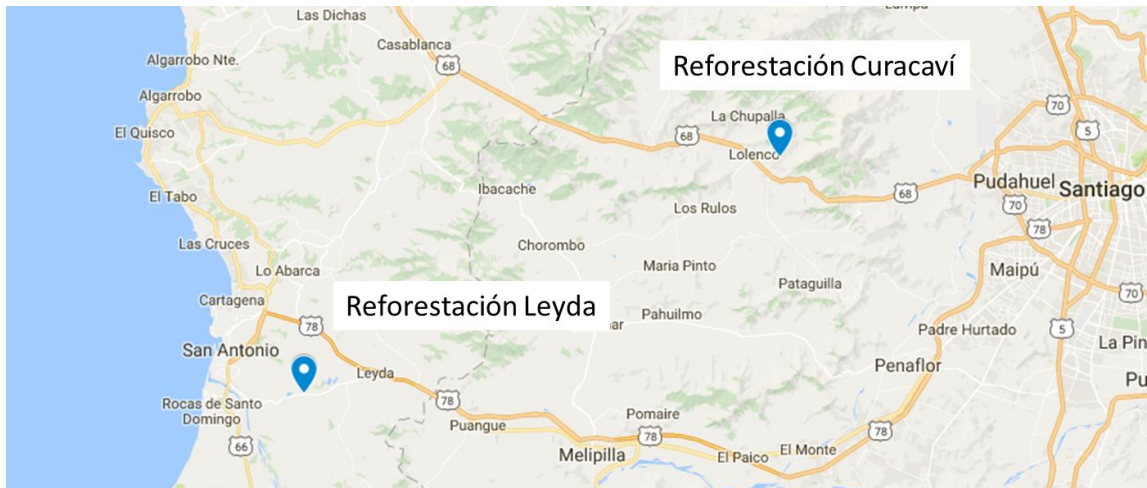 Las Dichas
Lampa
Casablanca
68
Algarrobo Nte.
Reforestación Curacaví
Algarrobo
La Chupalla
70
El Quisco
68
5
Lolenco
Ibacache
Pudahuel
Santiago
El Tabo
68
70
Los Rulos
78
Las Cruces
Chorombo
Maria Pinto
Maipú
Lo Abarca
Pataguilla
70
Cartagena
Reforestación Leyda
Pahuilmo
78
mar
Padre Hurtado
5
La Pin
San Antonio
Penaflor
Leyda
Pu
Rocas de Santo
Domingo
78
Pomaire
Puangue
78
78
66
El Monte
Melipilla
El Paico